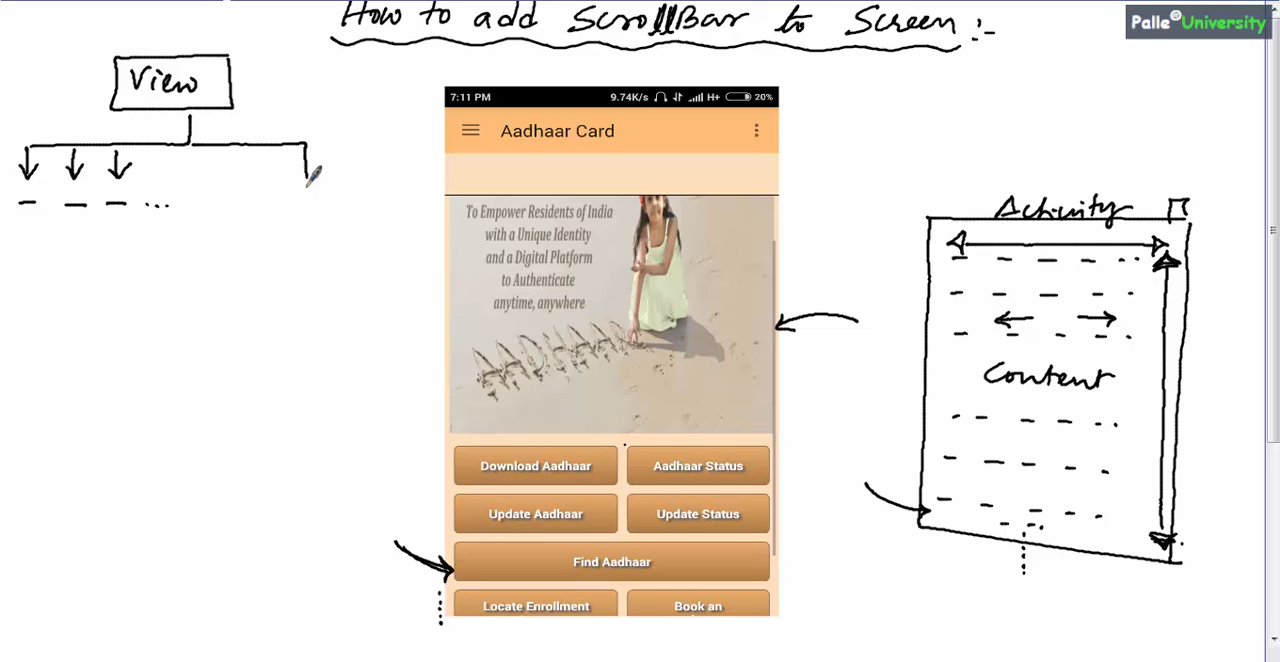 How to add ScrollBar to Screen :-
Palle University
View
7:11 PM 9.74K/s H+ 20%
Aadhaar Card
To Empower Residents of India
with a Unique Identity
and a Digital Platform
to Authenticate
anytime, anywhere
AADHAAR
Download Aadhaar Aadhaar Status
Update Aadhaar Update Status
Find Aadhaar
Locate Enrollment Book an
Activity
Content